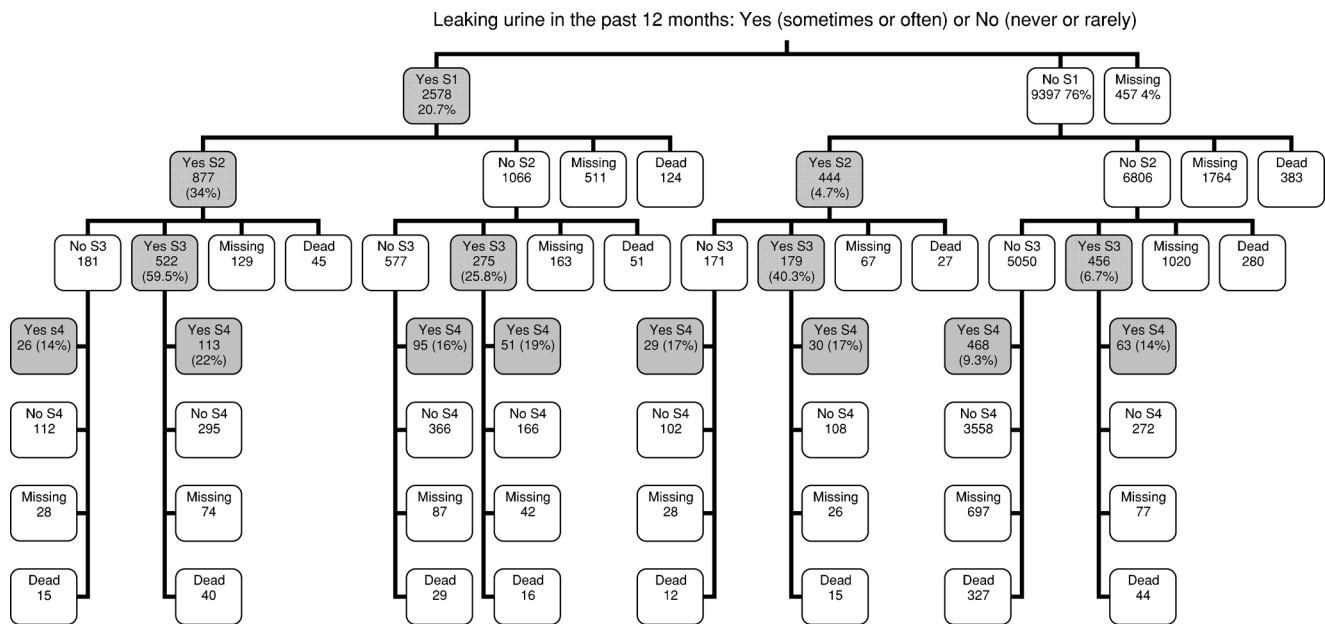 Leaking urine in the past 12 months: Yes (sometimes or often) or No (never or rarely)
Yes S1
2578
20.7%
No S1
9397 76%
Missing
457 4%
Yes S2
877
(34%)
No S2
1066
Missing
511
Dead
124
Yes S2
444
(4.7%)
No S2
6806
Missing
1764
Dead
383
No S3
181
Yes S3
522
(59.5%)
Missing
129
Dead
45
No S3
577
Yes S3
275
(25.8%)
Missing
163
Dead
51
No S3
171
Yes S3
179
(40.3%)
Missing
67
Dead
27
No S3
5050
Yes S3
456
(6.7%)
Missing
1020
Dead
280
Yes s4
26 (14%)
Yes S4
113
(22%)
Yes S4
95 (16%)
Yes S4
51 (19%)
Yes S4
29 (17%)
Yes S4
30 (17%)
Yes S4
468
(9.3%)
Yes S4
63 (14%)
No S4
112
No S4
295
No S4
366
No S4
166
No S4
102
No S4
108
No S4
3558
No S4
272
Missing
28
Missing
74
Missing
87
Missing
42
Missing
28
Missing
26
Missing
697
Missing
77
Dead
15
Dead
40
Dead
29
Dead
16
Dead
12
Dead
15
Dead
327
Dead
44